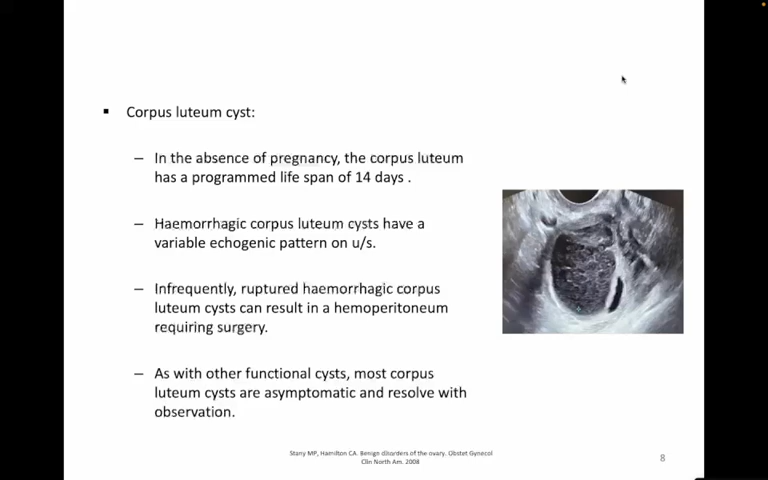 ▪ Corpus luteum cyst:
– In the absence of pregnancy, the corpus luteum
has a programmed life span of 14 days .
– Haemorrhagic corpus luteum cysts have a
variable echogenic pattern on u/s.
– Infrequently, ruptured haemorrhagic corpus
luteum cysts can result in a hemoperitoneum
requiring surgery.
– As with other functional cysts, most corpus
luteum cysts are asymptomatic and resolve with
observation.
Stany MP, Hamilton CA. Benign disorders of the ovary. Obstet Gynecol
Clin North Am. 2008
8